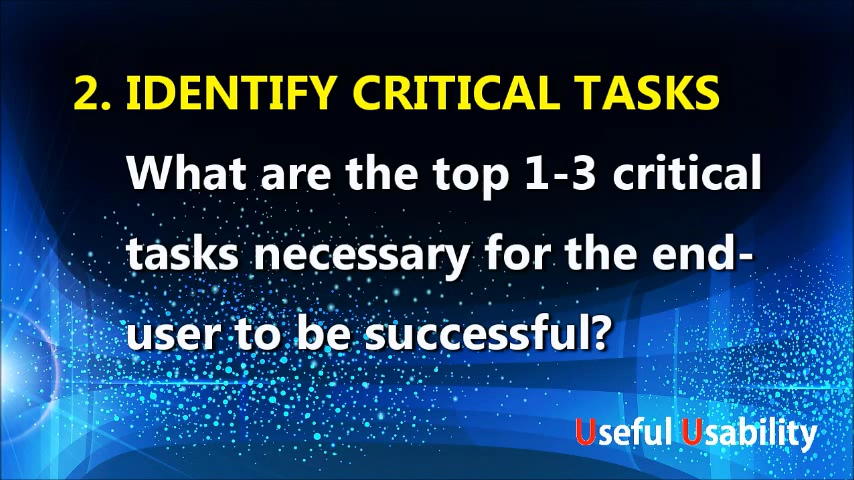 2. IDENTIFY CRITICAL TASKS
What are the top 1-3 critical
tasks necessary for the end-
user to be successful?
Useful Usability